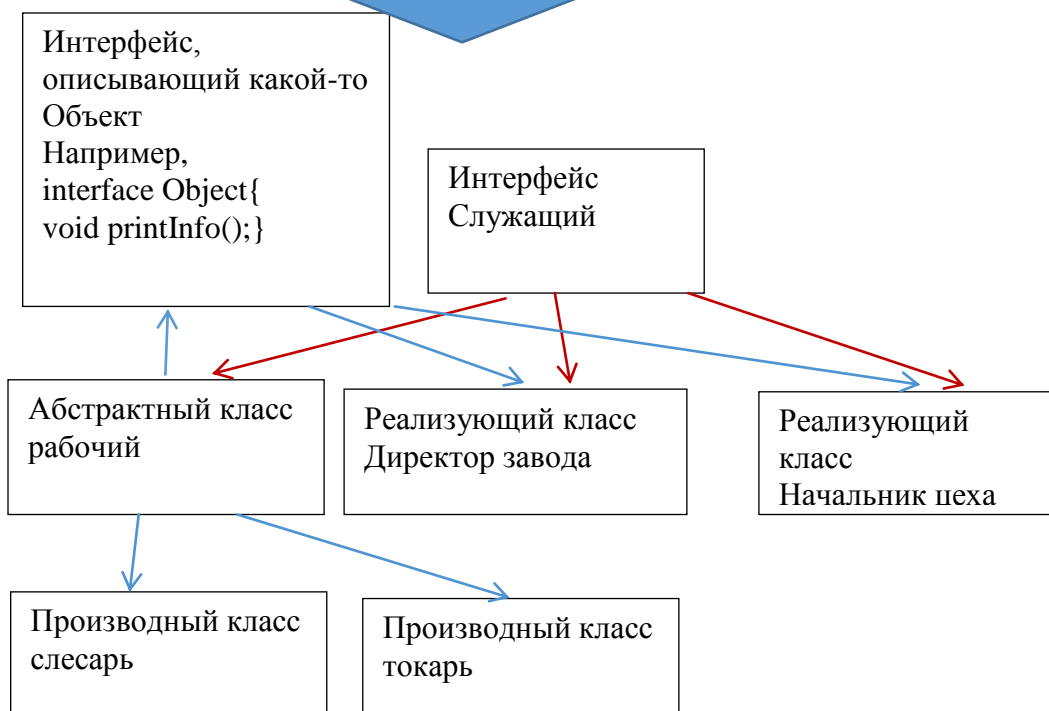 Интерфейс,
описывающий какой-то
Объект
Например,
interface Object{
void printInfo();}
Интерфейс
Служащий
Абстрактный класс
рабочий
Реализующий класс
Директор завода
Реализующий
класс
Начальник цеха
Производный класс
слесарь
Производный класс
токарь